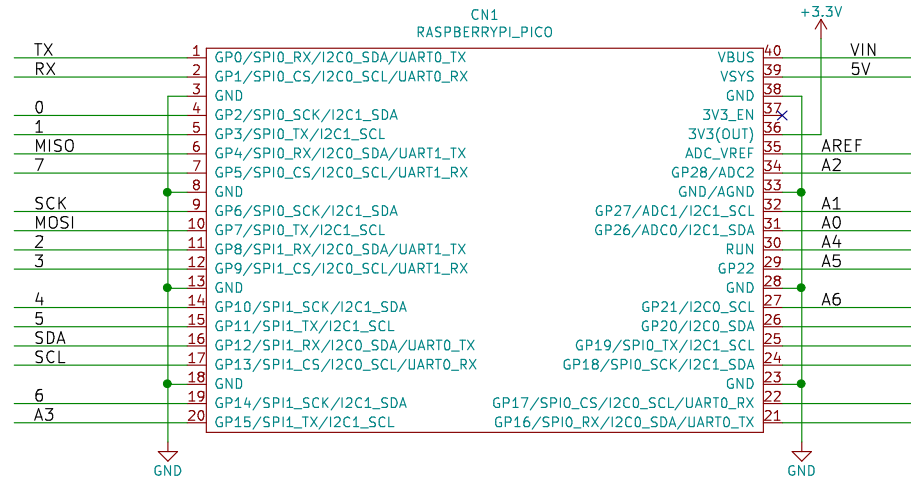 CN1
RASPBERRYPI_PICO
+3.3V
TX 1 GP0/SPI0_RX/I2C0_SDA/UART0_TX VBUS 40 VIN
RX 2 GP1/SPI0_CS/I2C0_SCL/UART0_RX VSYS 39 5V
3 GND GND 38
0 4 GP2/SPI0_SCK/I2C1_SDA 3V3_EN 37
1 5 GP3/SPI0_TX/I2C1_SCL 3V3(OUT) 36
MISO 6 GP4/SPI0_RX/I2C0_SDA/UART1_TX ADC_VREF 35 AREF
7 7 GP5/SPI0_CS/I2C0_SCL/UART1_RX GP28/ADC2 34 A2
8 GND GND/AGND 33
SCK 9 GP6/SPI0_SCK/I2C1_SDA GP27/ADC1/I2C1_SCL 32 A1
MOSI 10 GP7/SPI0_TX/I2C1_SCL GP26/ADC0/I2C1_SDA 31 A0
2 11 GP8/SPI1_RX/I2C0_SDA/UART1_TX RUN 30 A4
3 12 GP9/SPI1_CS/I2C0_SCL/UART1_RX GP22 29 A5
13 GND GND 28
4 14 GP10/SPI1_SCK/I2C1_SDA GP21/I2C0_SCL 27 A6
5 15 GP11/SPI1_TX/I2C1_SCL GP20/I2C0_SDA 26
SDA 16 GP12/SPI1_RX/I2C0_SDA/UART0_TX GP19/SPI0_TX/I2C1_SCL 25
SCL 17 GP13/SPI1_CS/I2C0_SCL/UART0_RX GP18/SPI0_SCK/I2C1_SDA 24
18 GND GND 23
6 19 GP14/SPI1_SCK/I2C1_SDA GP17/SPI0_CS/I2C0_SCL/UART0_RX 22
A3 20 GP15/SPI1_TX/I2C1_SCL GP16/SPI0_RX/I2C0_SDA/UART0_TX 21
GND GND